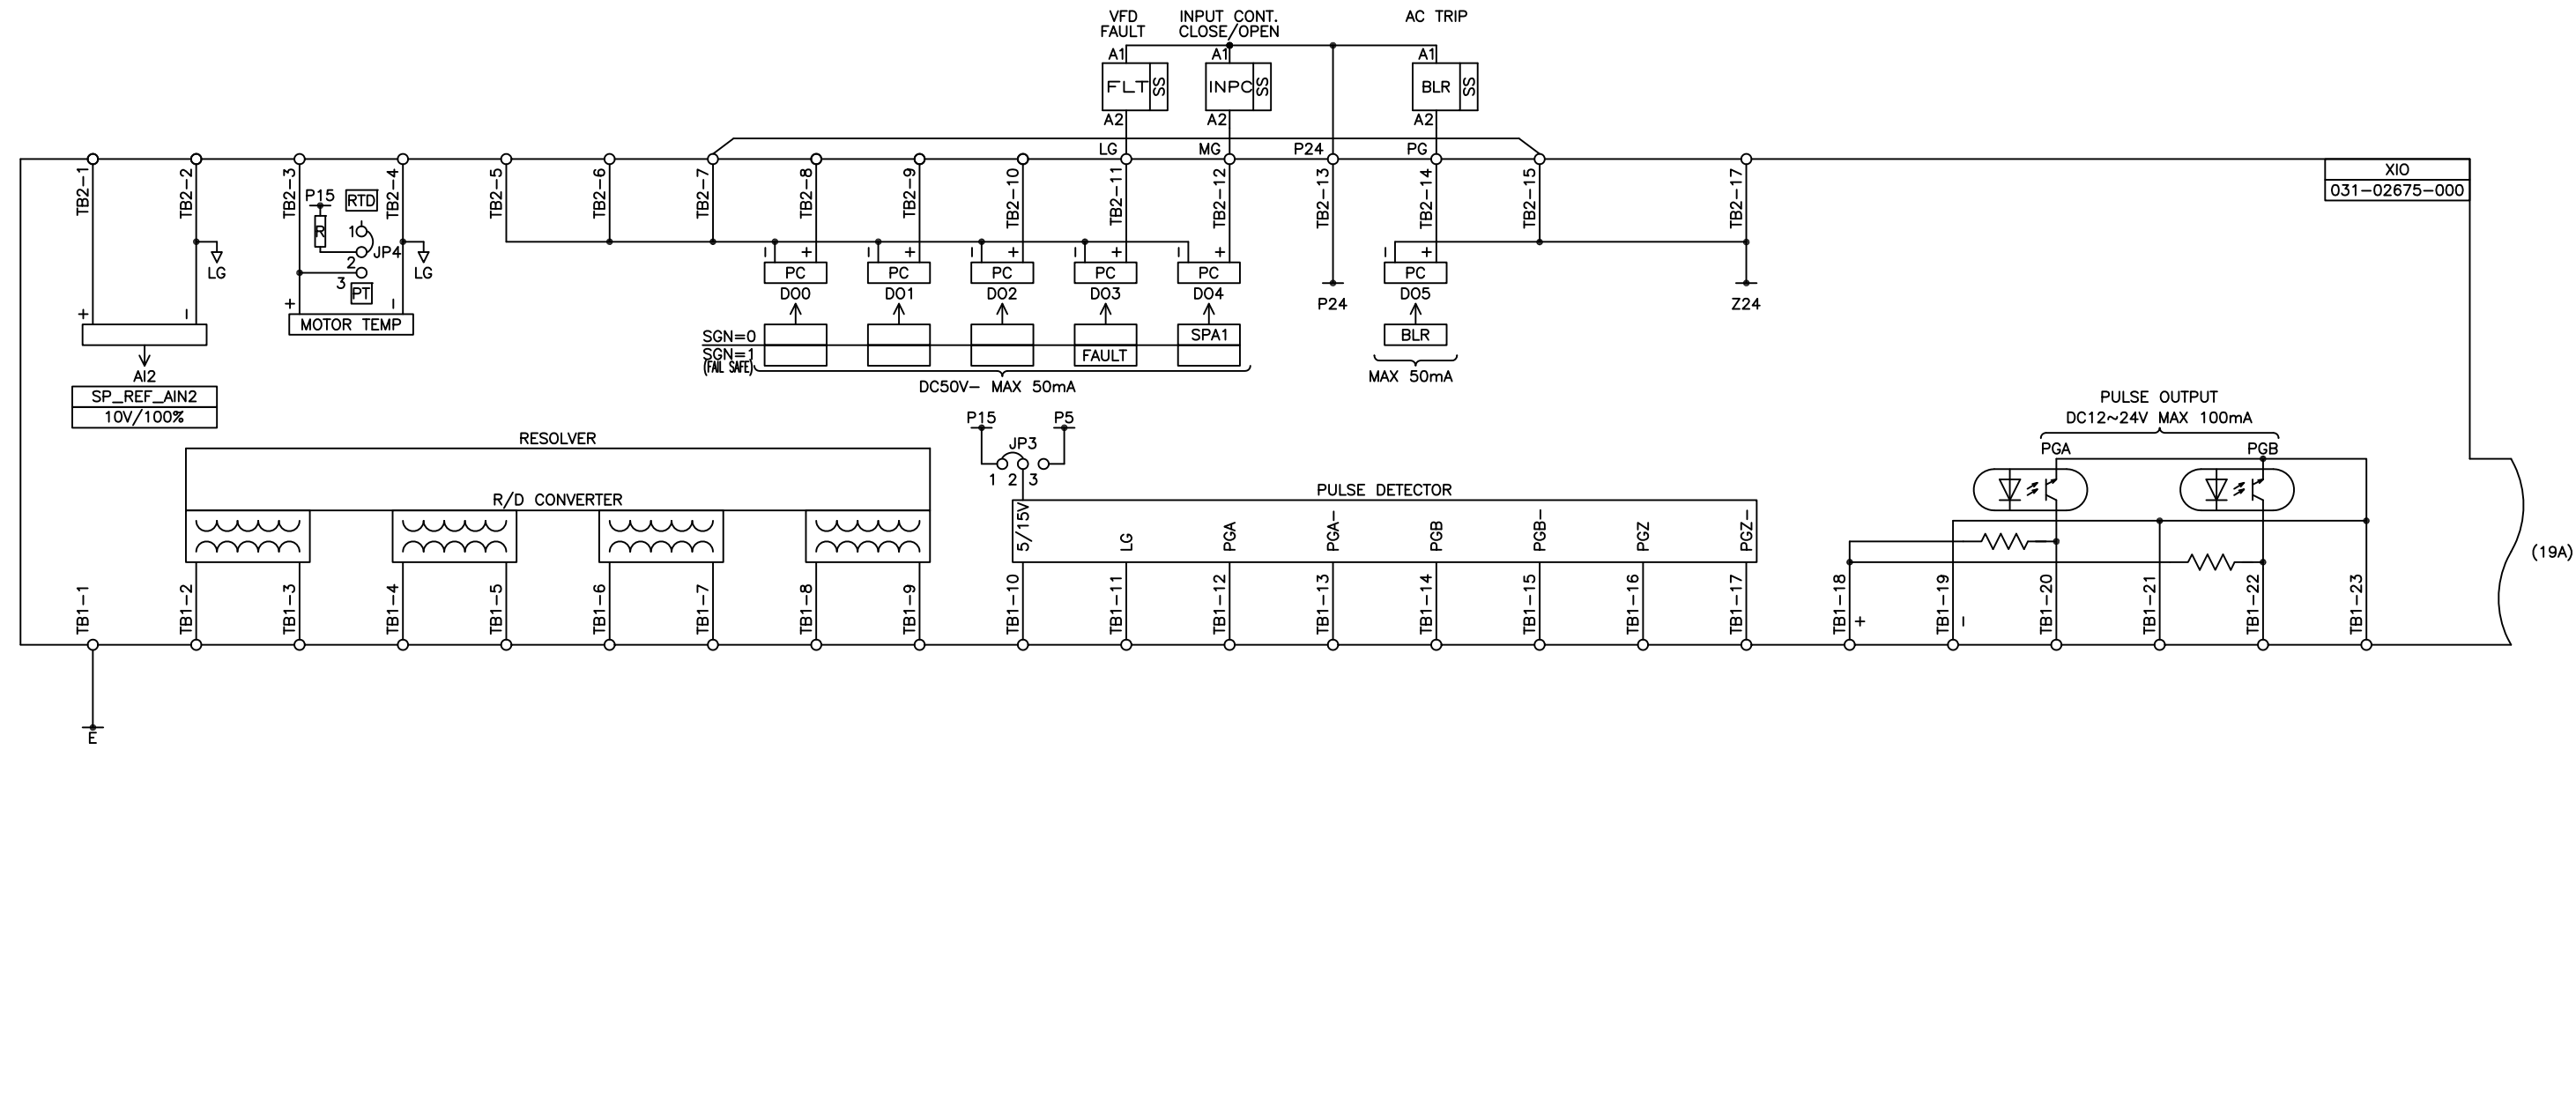 VFD
FAULT
INPUT CONT.
CLOSE/OPEN
AC TRIP
A1
A1
A1
FLT
SS
INPC
SS
BLR
SS
A2
A2
A2
LG
MG
P24
PG
XIO
031-02675-000
TB2-1
TB2-2
TB2-3
TB2-4
TB2-5
TB2-6
TB2-7
TB2-8
TB2-9
TB2-10
TB2-11
TB2-12
TB2-13
TB2-14
TB2-15
TB2-17
P15
RTD
R
1
JP4
2
3
PT
LG
LG
- +
- +
- +
- +
- +
- +
PC
PC
PC
PC
PC
PC
DO0
DO1
DO2
DO3
DO4
P24
DO5
Z24
+ -
+ -
MOTOR TEMP
SGN=0
SPA1
BLR
SGN=1
(FAIL SAFE)
FAULT
DC50V- MAX 50mA
MAX 50mA
AI2
SP_REF_AIN2
10V/100%
PULSE OUTPUT
DC12~24V MAX 100mA
PGA
PGB
P15
P5
JP3
1 2 3
RESOLVER
R/D CONVERTER
PULSE DETECTOR
5/15V
LG
PGA
PGA-
PGB
PGB-
PGZ
PGZ-
(19A)
TB1-1
TB1-2
TB1-3
TB1-4
TB1-5
TB1-6
TB1-7
TB1-8
TB1-9
TB1-10
TB1-11
TB1-12
TB1-13
TB1-14
TB1-15
TB1-16
TB1-17
TB1-18
+
TB1-19
-
TB1-20
TB1-21
TB1-22
TB1-23
E